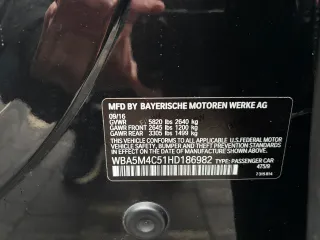 MFD BY BAYERISCHE MOTOREN WERKE AG
09/16
GVWR 5820 lbs 2640 kg
GAWR FRONT 2645 lbs 1200 kg
GAWR REAR 3305 lbs 1499 kg
THIS VEHICLE CONFORMS TO ALL APPLICABLE U.S. FEDERAL MOTOR
VEHICLE SAFETY, BUMPER AND THEFT PREVENTION STANDARDS
IN EFFECT ON THE DATE OF MANUFACTURE SHOWN ABOVE.
WBA5M4C51HD186982 TYPE: PASSENGER CAR